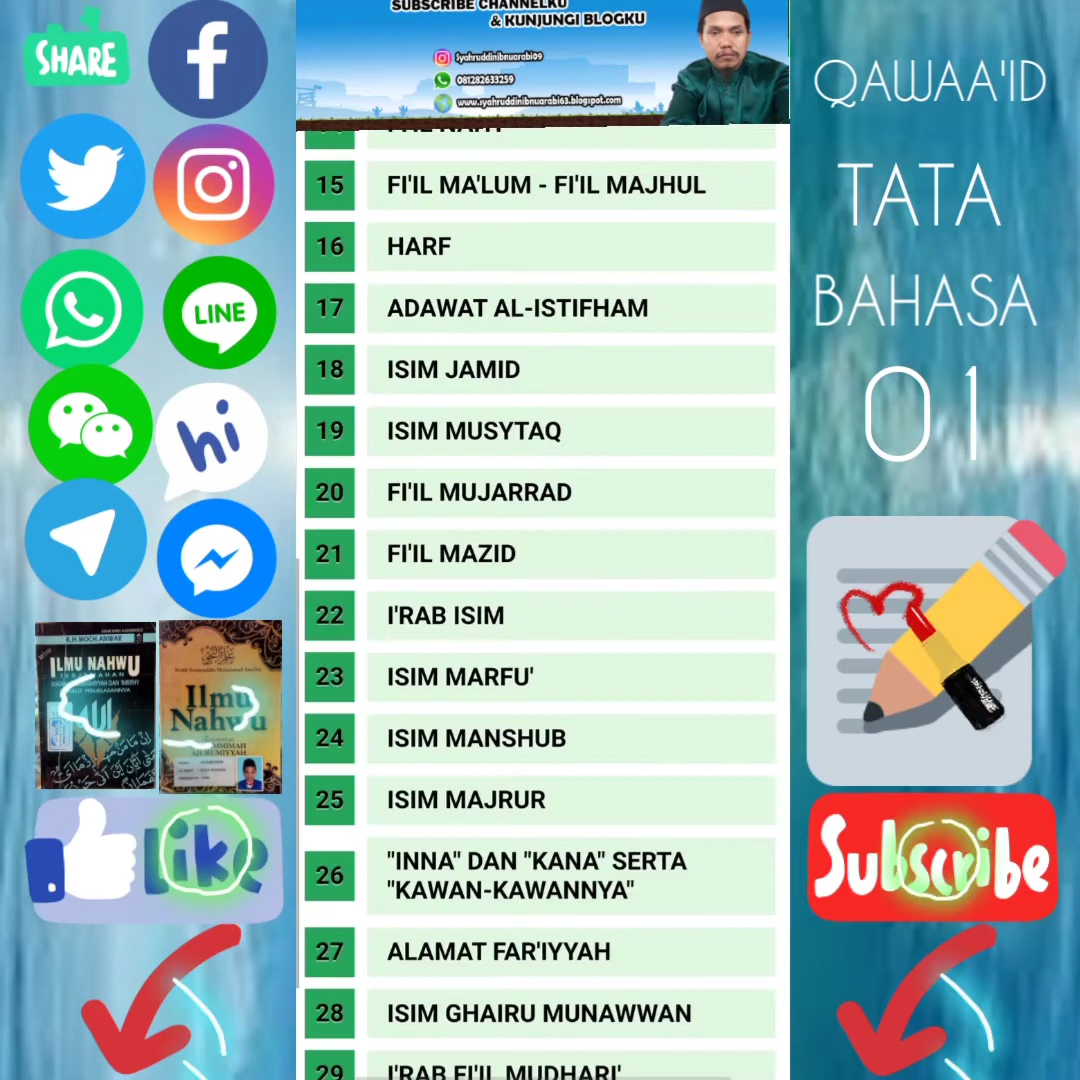 SHARE
SUBSCRIBE CHANNELKU
& KUNJUNGI BLOGKU
Syahruddinibnuarabi09
081282633259
www.syahruddinibnuarabi63.blogspot.com
QAWAA'ID
TATA
BAHASA
01
15 FI'IL MA'LUM - FI'IL MAJHUL
16 HARF
17 ADAWAT AL-ISTIFHAM
18 ISIM JAMID
19 ISIM MUSYTAQ
20 FI'IL MUJARRAD
21 FI'IL MAZID
22 I'RAB ISIM
23 ISIM MARFU'
24 ISIM MANSHUB
25 ISIM MAJRUR
26 "INNA" DAN "KANA" SERTA
"KAWAN-KAWANNYA"
27 ALAMAT FAR'IYYAH
28 ISIM GHAIRU MUNAWWAN
29 I'RAB FI'IL MUDHARI'
LINE
hi
K.H.MOCH.ANWAR
ILMU NAHWU
Ilmu
Nahwu
AJURUMIYYAH
like
Subscribe